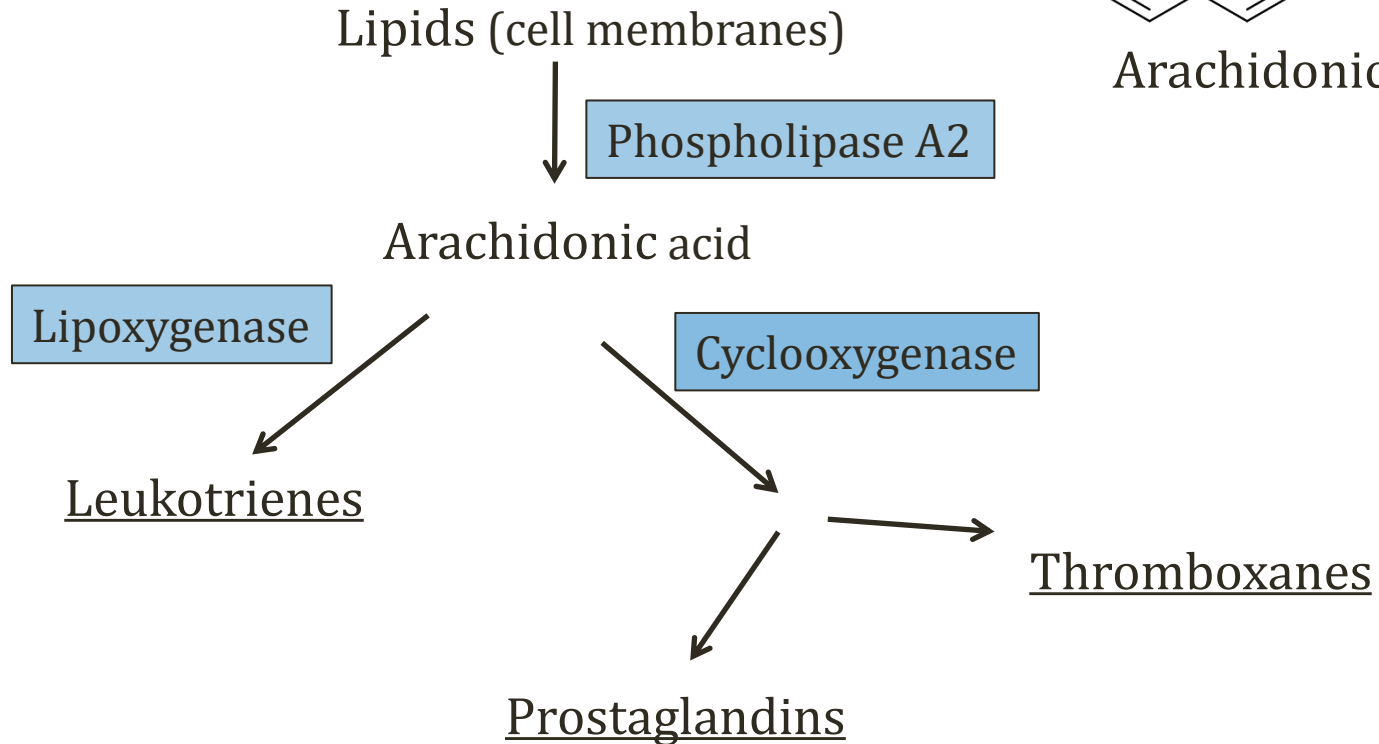 Lipids (cell membranes)
Arachidonic
Phospholipase A2
Arachidonic acid
Lipoxygenase
Cyclooxygenase
Leukotrienes
Thromboxanes
Prostaglandins